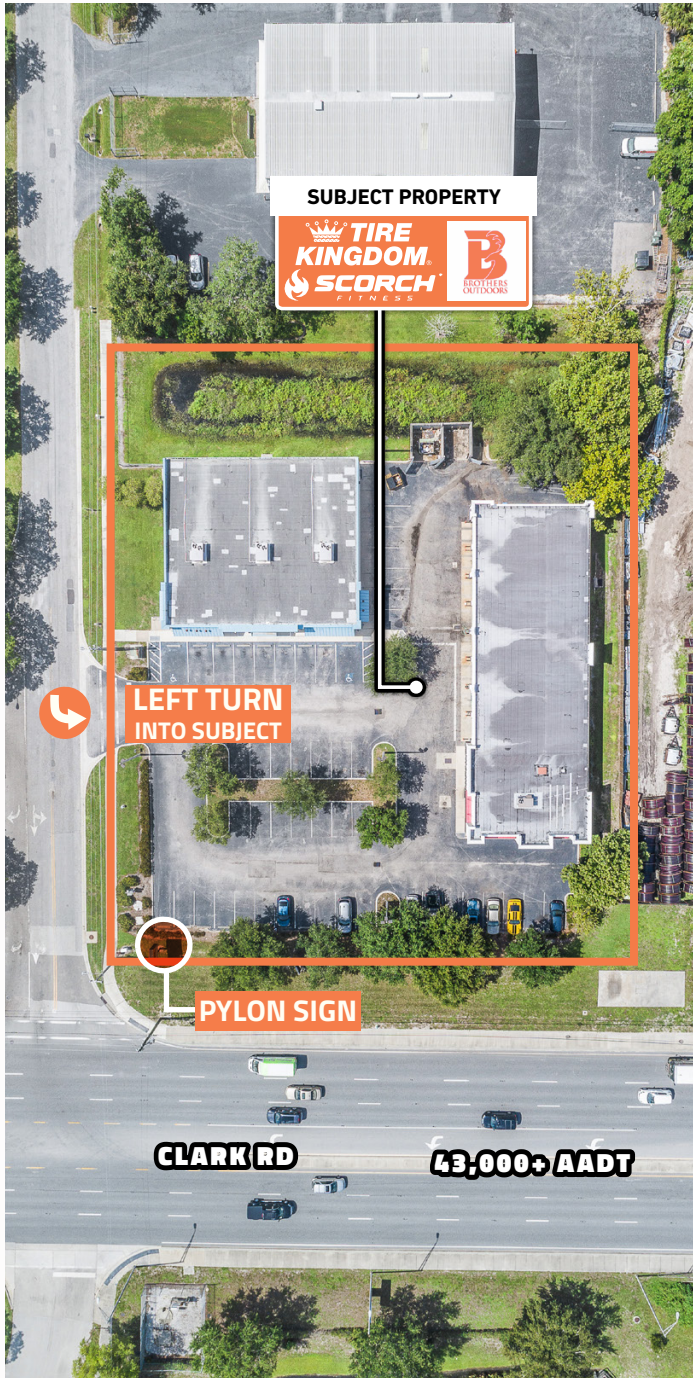 SUBJECT PROPERTY
TIRE
KINGDOM®
SCORCH
FITNESS
B
BROTHERS
OUTDOORS
LEFT TURN
INTO SUBJECT
PYLON SIGN
CLARK RD
43,000+ AADT